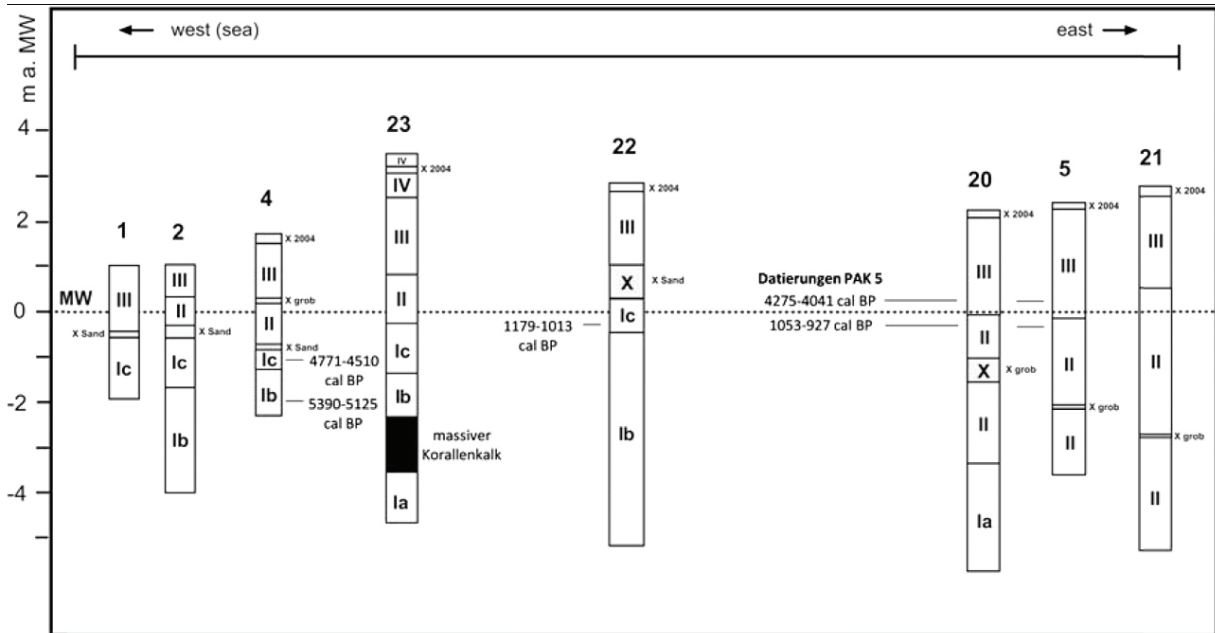 west (sea)
east
m a. MW
4
2
0
-2
-4
MW
1
III
X Sand
Ic
2
III
II
X Sand
Ic
Ib
4
X 2004
III
X grob
II
X Sand
Ic
4771-4510
cal BP
Ib
5390-5125
cal BP
23
IV
X 2004
IV
III
II
Ic
Ib
massiver
Korallenkalk
Ia
22
X 2004
III
X
X Sand
Ic
1179-1013
cal BP
Ib
Datierungen PAK 5
4275-4041 cal BP
1053-927 cal BP
20
X 2004
III
II
X
X grob
II
Ia
5
X 2004
III
II
X grob
II
21
X 2004
III
II
X grob
II